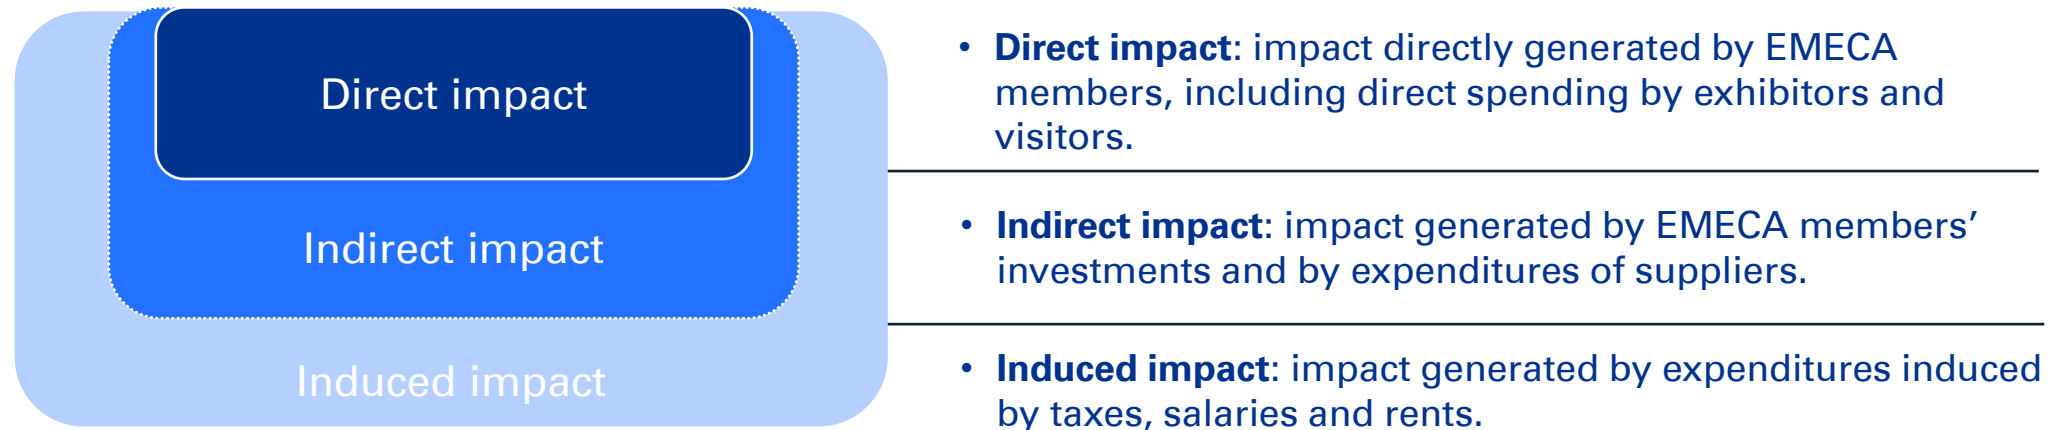 Direct impact
Indirect impact
Induced impact
• Direct impact: impact directly generated by EMECA
members, including direct spending by exhibitors and
visitors.
• Indirect impact: impact generated by EMECA members’
investments and by expenditures of suppliers.
• Induced impact: impact generated by expenditures induced
by taxes, salaries and rents.